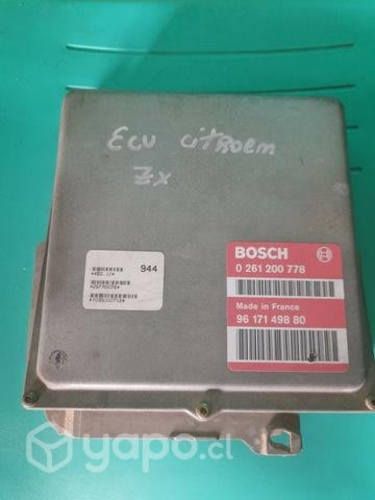 ECU CitROEM
ZX
944
BOSCH
0 261 200 778
Made in France
96 171 498 80
yapo.cl